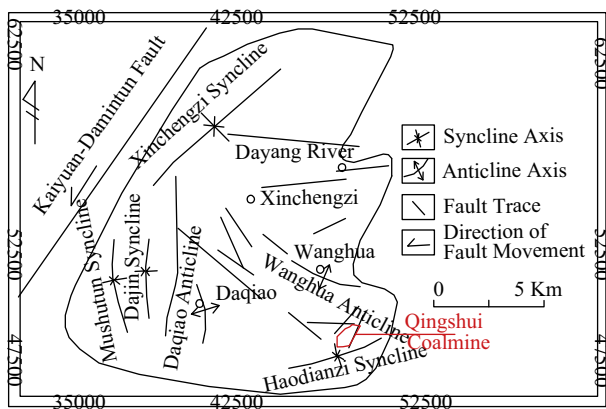 35000 42500 52500
62500
62500
N
Kaiyuan-Damintun Fault
Xinchengzi Syncline
Dayang River
Xinchengzi
Syncline Axis
Anticline Axis
Fault Trace
Direction of
Fault Movement
0 5 Km
Mushutun Syncline
Dajin Syncline
Daqiao Anticline
Daqiao
Wanghua
Wanghua Anticline
Haodianzi Syncline
Qingshui
Coalmine
52500
52500
47500
47500
35000 42500 52500